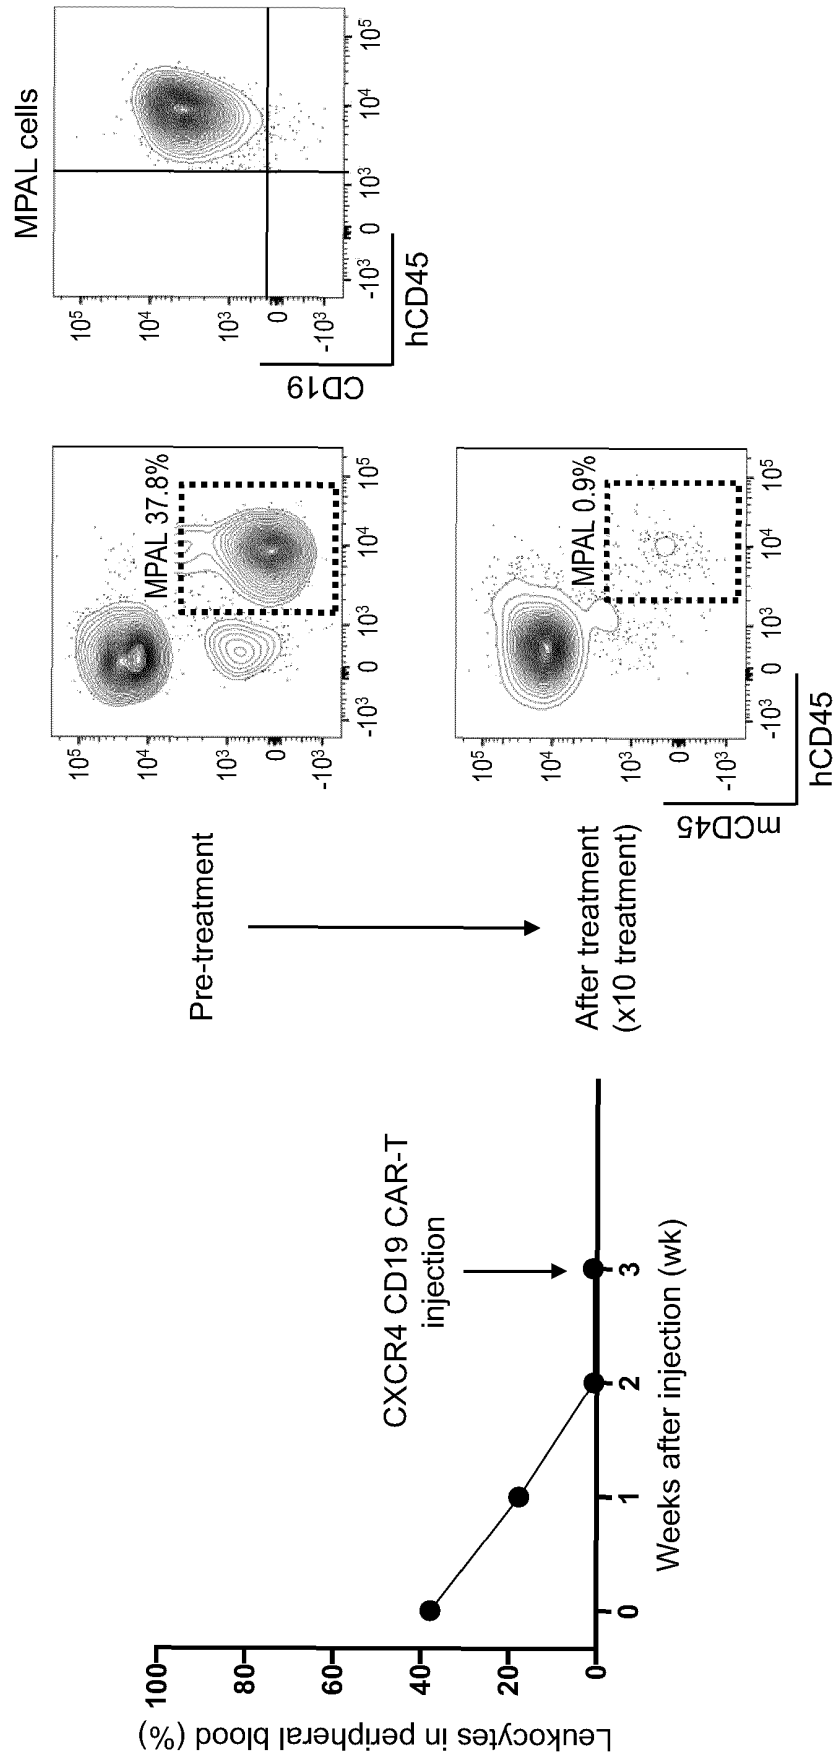 Leukocytes in peripheral blood (%)
100
80
60
40
20
0
0
1
2
3
Weeks after injection (wk)
CXCR4 CD19 CAR-T
injection
Pre-treatment
After treatment
(x10 treatment)
MPAL 37.8%
10⁵
10⁴
10³
0
-10³
-10³
0
10³
10⁴
10⁵
MPAL 0.9%
10⁵
10⁴
10³
0
-10³
-10³
0
10³
10⁴
10⁵
mCD45
hCD45
MPAL cells
10⁵
10⁴
10³
0
-10³
-10³
0
10³
10⁴
10⁵
CD19
hCD45